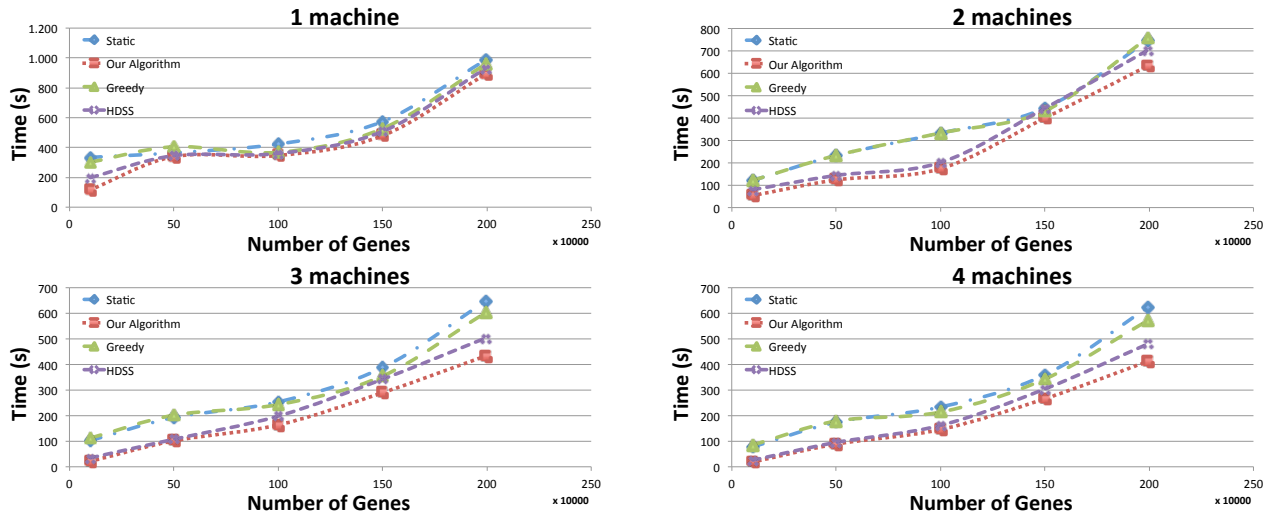 1 machine
1.200
1.000
800
600
400
200
0
Time (s)
Static
Our Algorithm
Greedy
HDSS
0
50
100
150
200
250
Number of Genes
x 10000
2 machines
800
700
600
500
400
300
200
100
0
Time (s)
Static
Our Algorithm
Greedy
HDSS
0
50
100
150
200
250
Number of Genes
x 10000
3 machines
700
600
500
400
300
200
100
0
Time (s)
Static
Our Algorithm
Greedy
HDSS
0
50
100
150
200
250
Number of Genes
x 10000
4 machines
700
600
500
400
300
200
100
0
Time (s)
Static
Our Algorithm
Greedy
HDSS
0
50
100
150
200
250
Number of Genes
x 10000